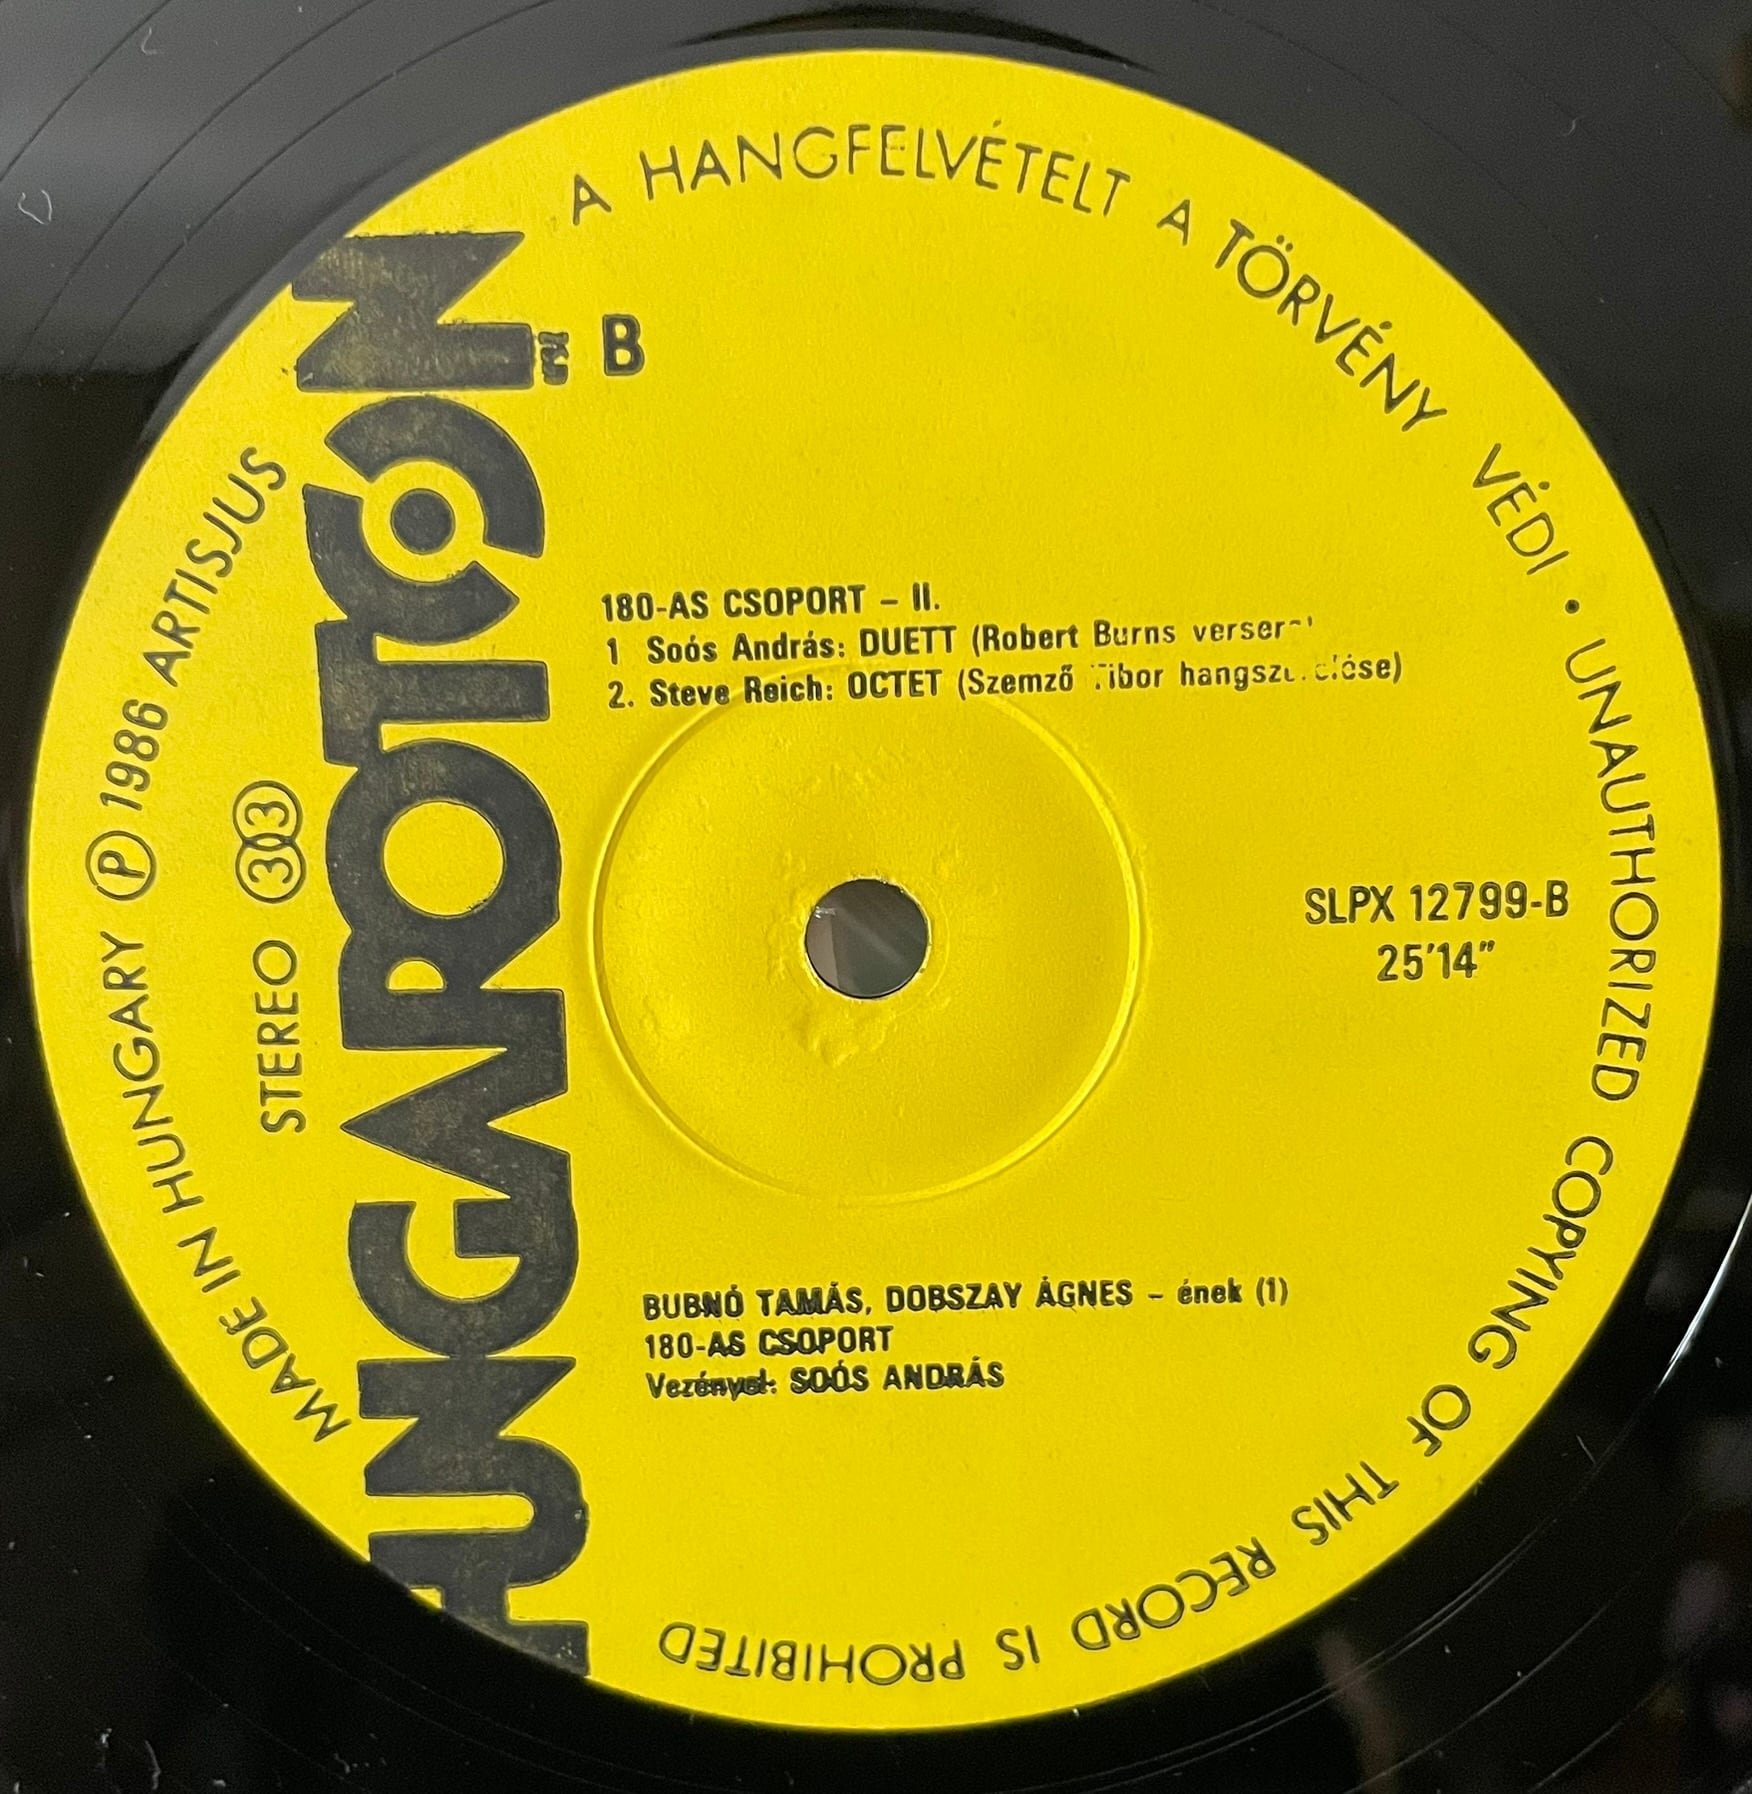 A HANGFELVÉTELT A TÖRVÉNY VÉDI • UNAUTHORIZED COPYING OF THIS RECORD IS PROHIBITED
MADE IN HUNGARY Ⓟ 1986 ARTISJUS
STEREO 33
HUNGAROTON
B
180-AS CSOPORT – II.
1 Soós András: DUETT (Robert Burns
2. Steve Reich: OCTET (Szemző
SLPX 12799-B
25'14"
BUBNÓ TAMÁS, DOBSZAY ÁGNES – ének (1)
180-AS CSOPORT
Vezényel: SOÓS ANDRÁS